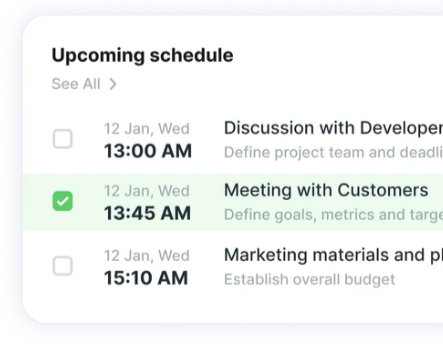 Upcoming schedule
See All
12 Jan, Wed
13:00 AM
Discussion with Developer
Define project team and deadli
12 Jan, Wed
13:45 AM
Meeting with Customers
Define goals, metrics and targe
12 Jan, Wed
15:10 AM
Marketing materials and pl
Establish overall budget